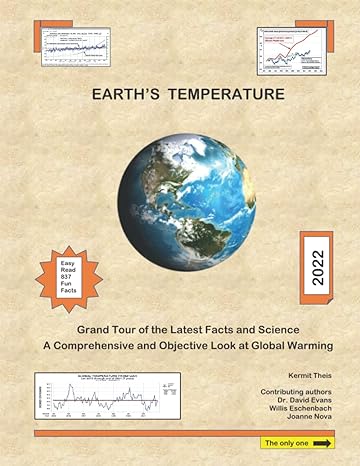 EARTH'S TEMPERATURE
Easy
Read
837
Fun
Facts
2022
Grand Tour of the Latest Facts and Science
A Comprehensive and Objective Look at Global Warming
Kermit Theis
Contributing authors
Dr. David Evans
Willis Eschenbach
Joanne Nova
The only one